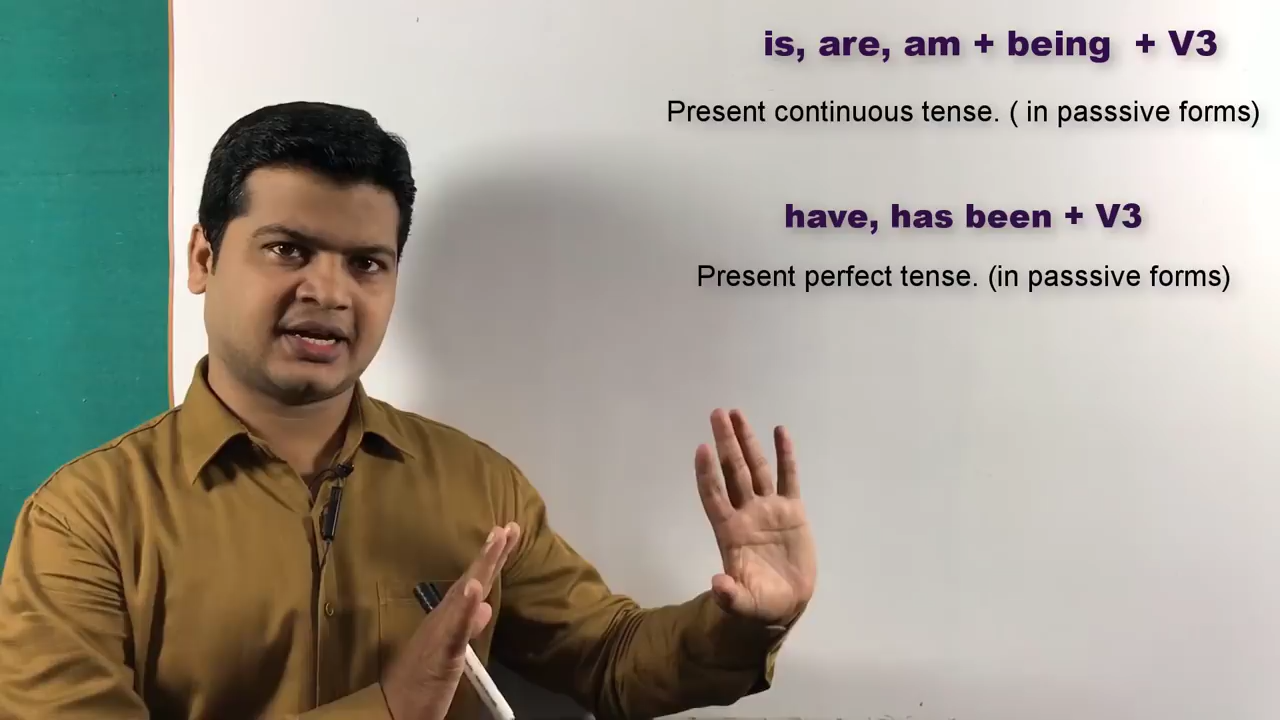 is, are, am + being + V3
Present continuous tense. ( in passsive forms)
have, has been + V3
Present perfect tense. (in passsive forms)